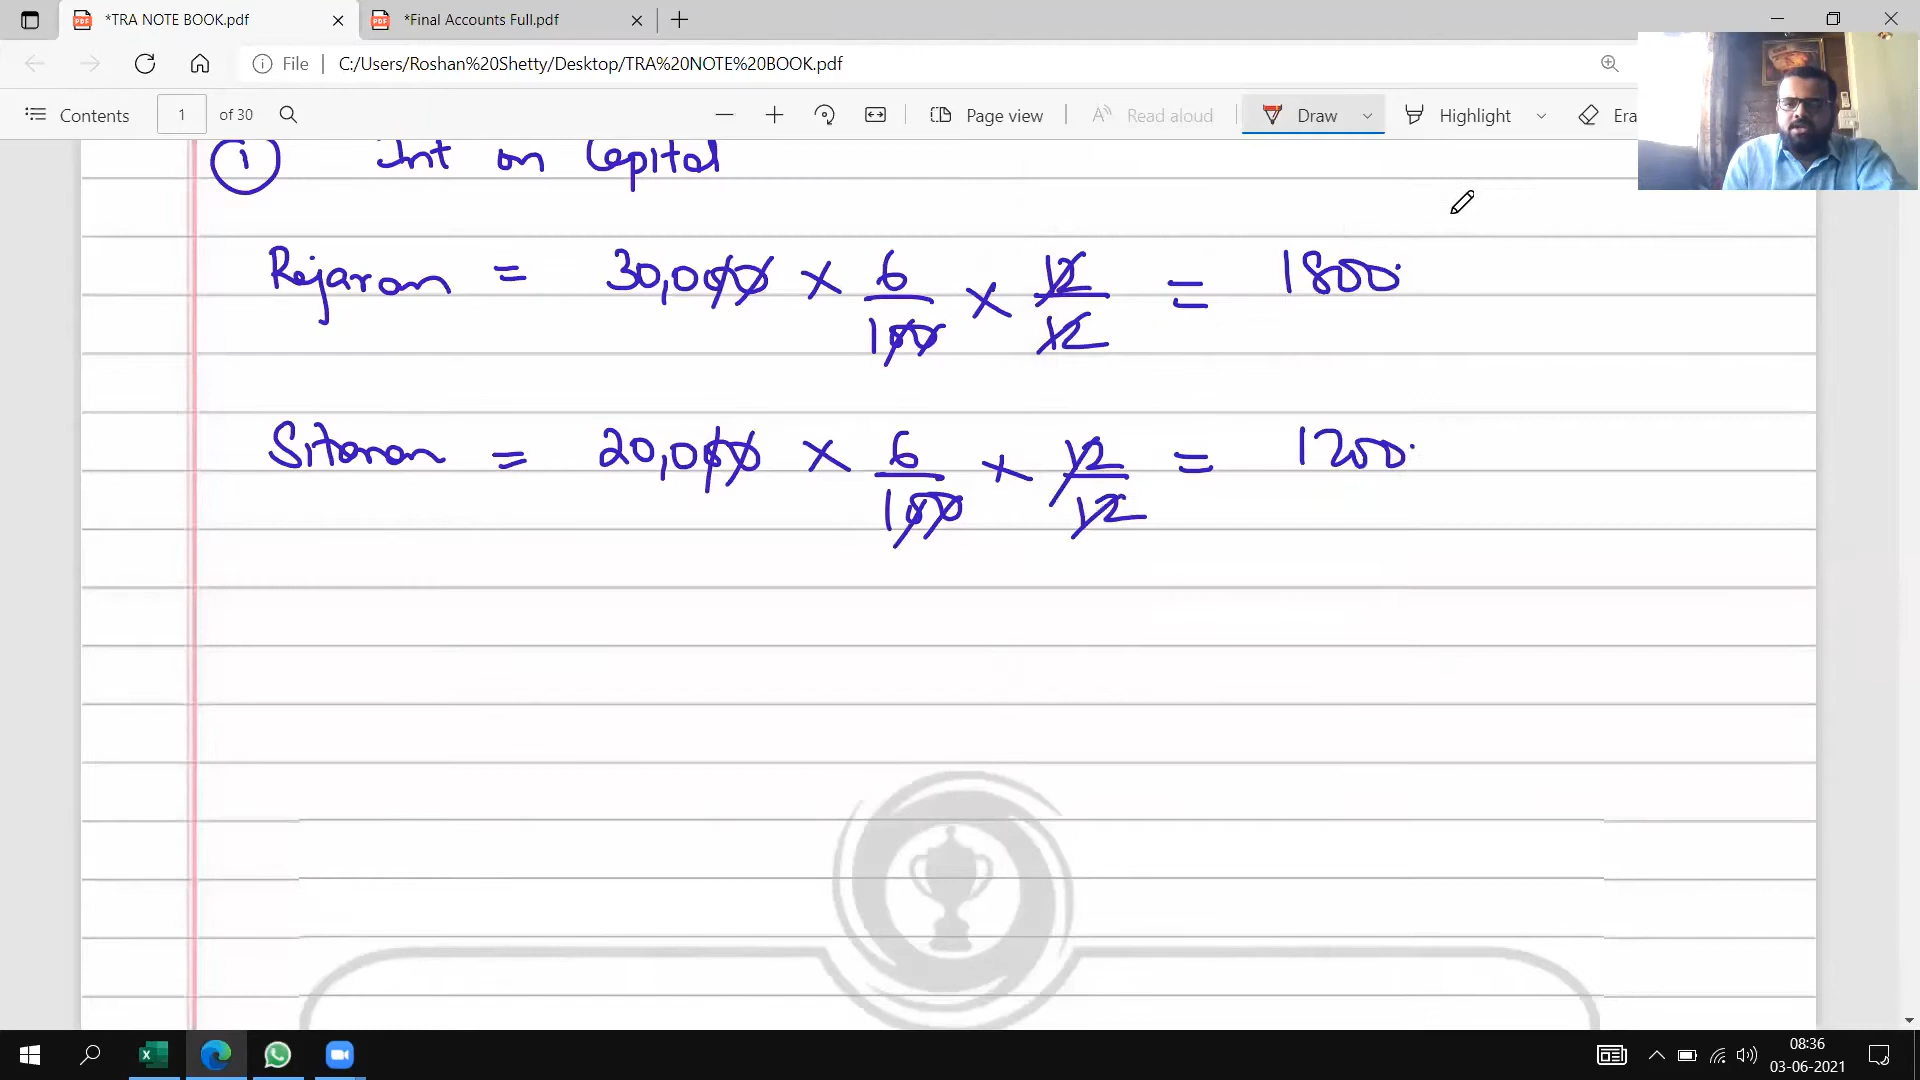 *TRA NOTE BOOK.pdf
*Final Accounts Full.pdf
File | C:/Users/Roshan%20Shetty/Desktop/TRA%20NOTE%20BOOK.pdf
Contents 1 of 30 Page view Read aloud Draw Highlight Era
① Int on Capital
Rajaram = 30,000 × 6/100 × 12/12 = 1800.
Sitaram = 20,000 × 6/100 × 12/12 = 1200.
08:36
03-06-2021